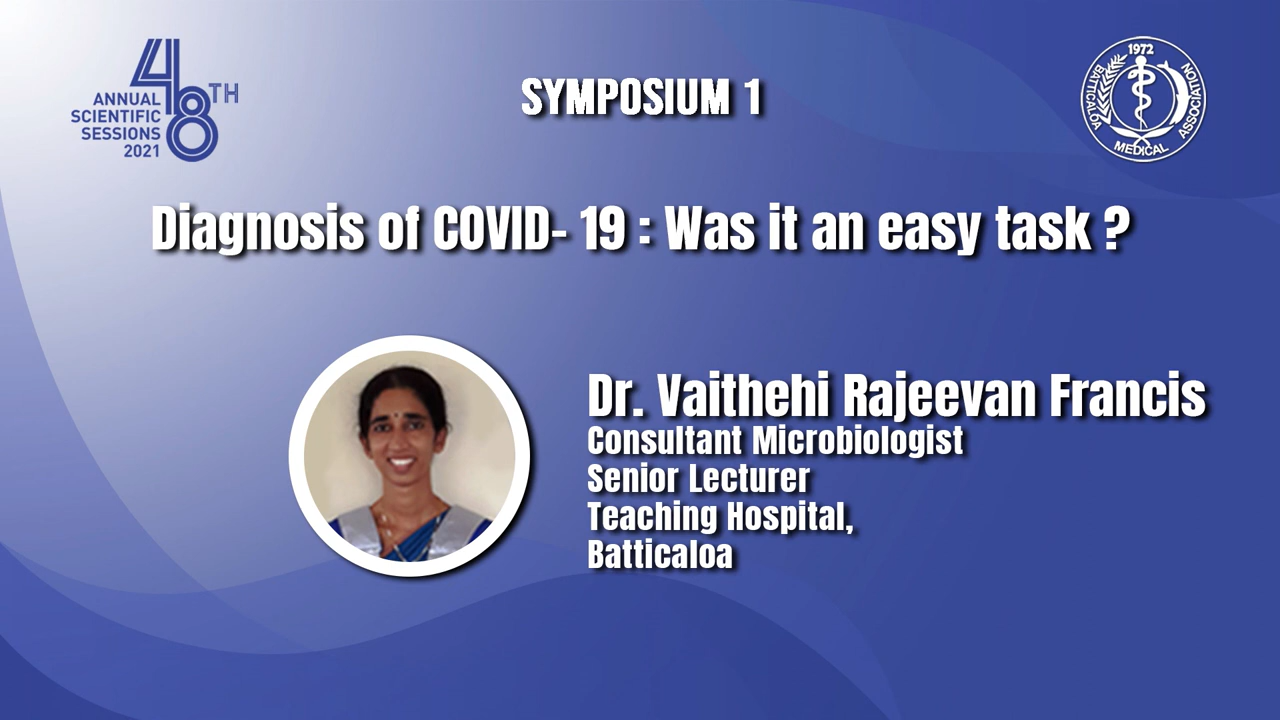 48TH
ANNUAL
SCIENTIFIC
SESSIONS
2021
SYMPOSIUM 1
1972
BATTICALOA
MEDICAL
ASSOCIATION
Diagnosis of COVID- 19 : Was it an easy task ?
Dr. Vaithehi Rajeevan Francis
Consultant Microbiologist
Senior Lecturer
Teaching Hospital,
Batticaloa